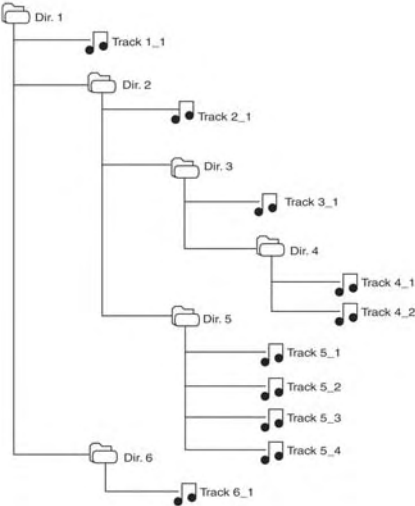 Dir. 1
Track 1_1
Dir. 2
Track 2_1
Dir. 3
Track 3_1
Dir. 4
Track 4_1
Track 4_2
Dir. 5
Track 5_1
Track 5_2
Track 5_3
Track 5_4
Dir. 6
Track 6_1